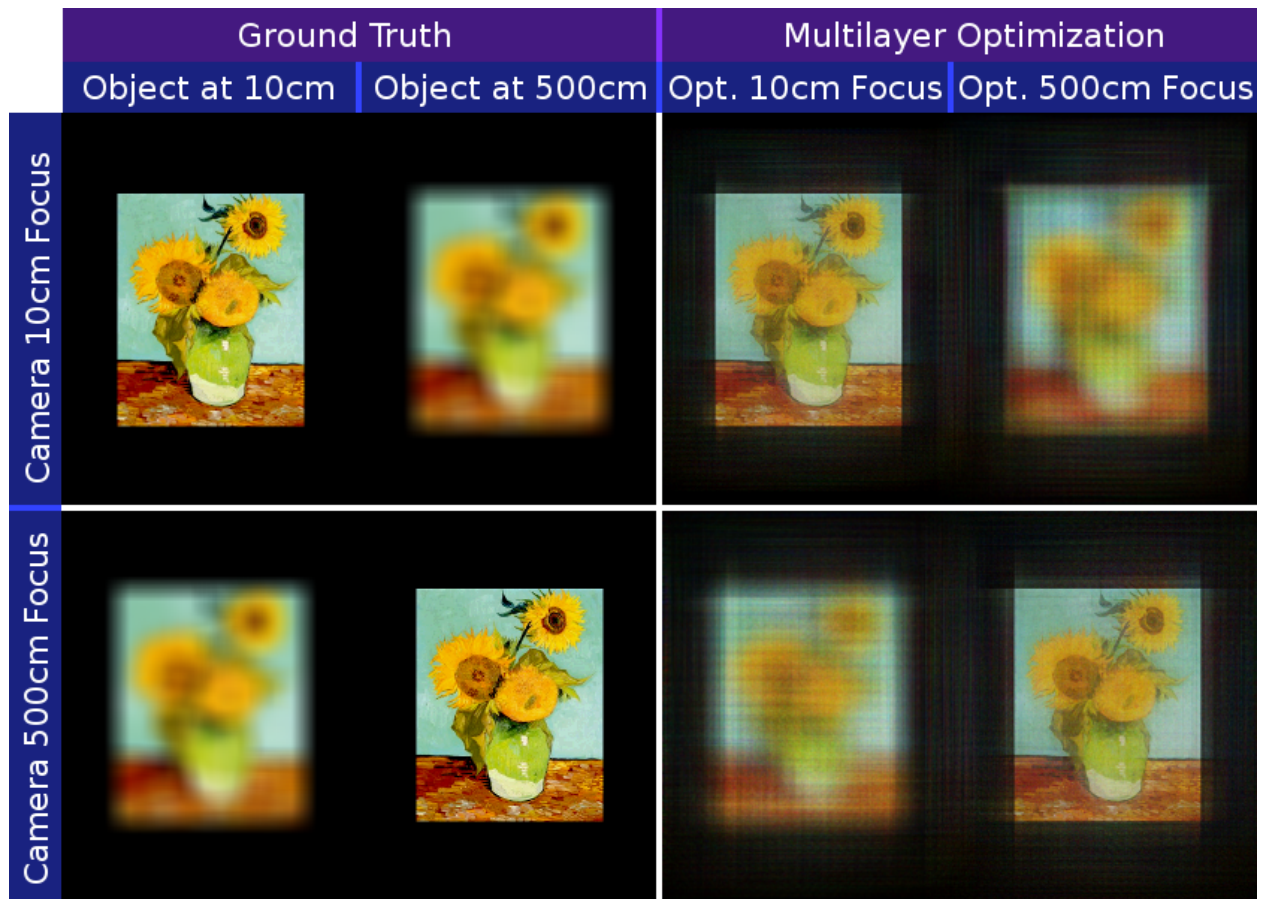 Ground Truth
Multilayer Optimization
Object at 10cm
Object at 500cm
Opt. 10cm Focus
Opt. 500cm Focus
Camera 10cm Focus
Camera 500cm Focus